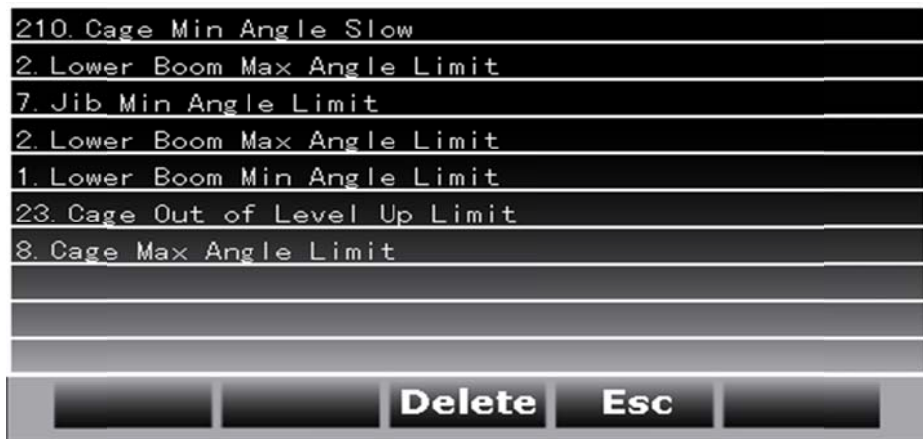 210. Cage Min Angle Slow
2. Lower Boom Max Angle Limit
7. Jib Min Angle Limit
2. Lower Boom Max Angle Limit
1. Lower Boom Min Angle Limit
23. Cage Out of Level Up Limit
8. Cage Max Angle Limit
Delete Esc